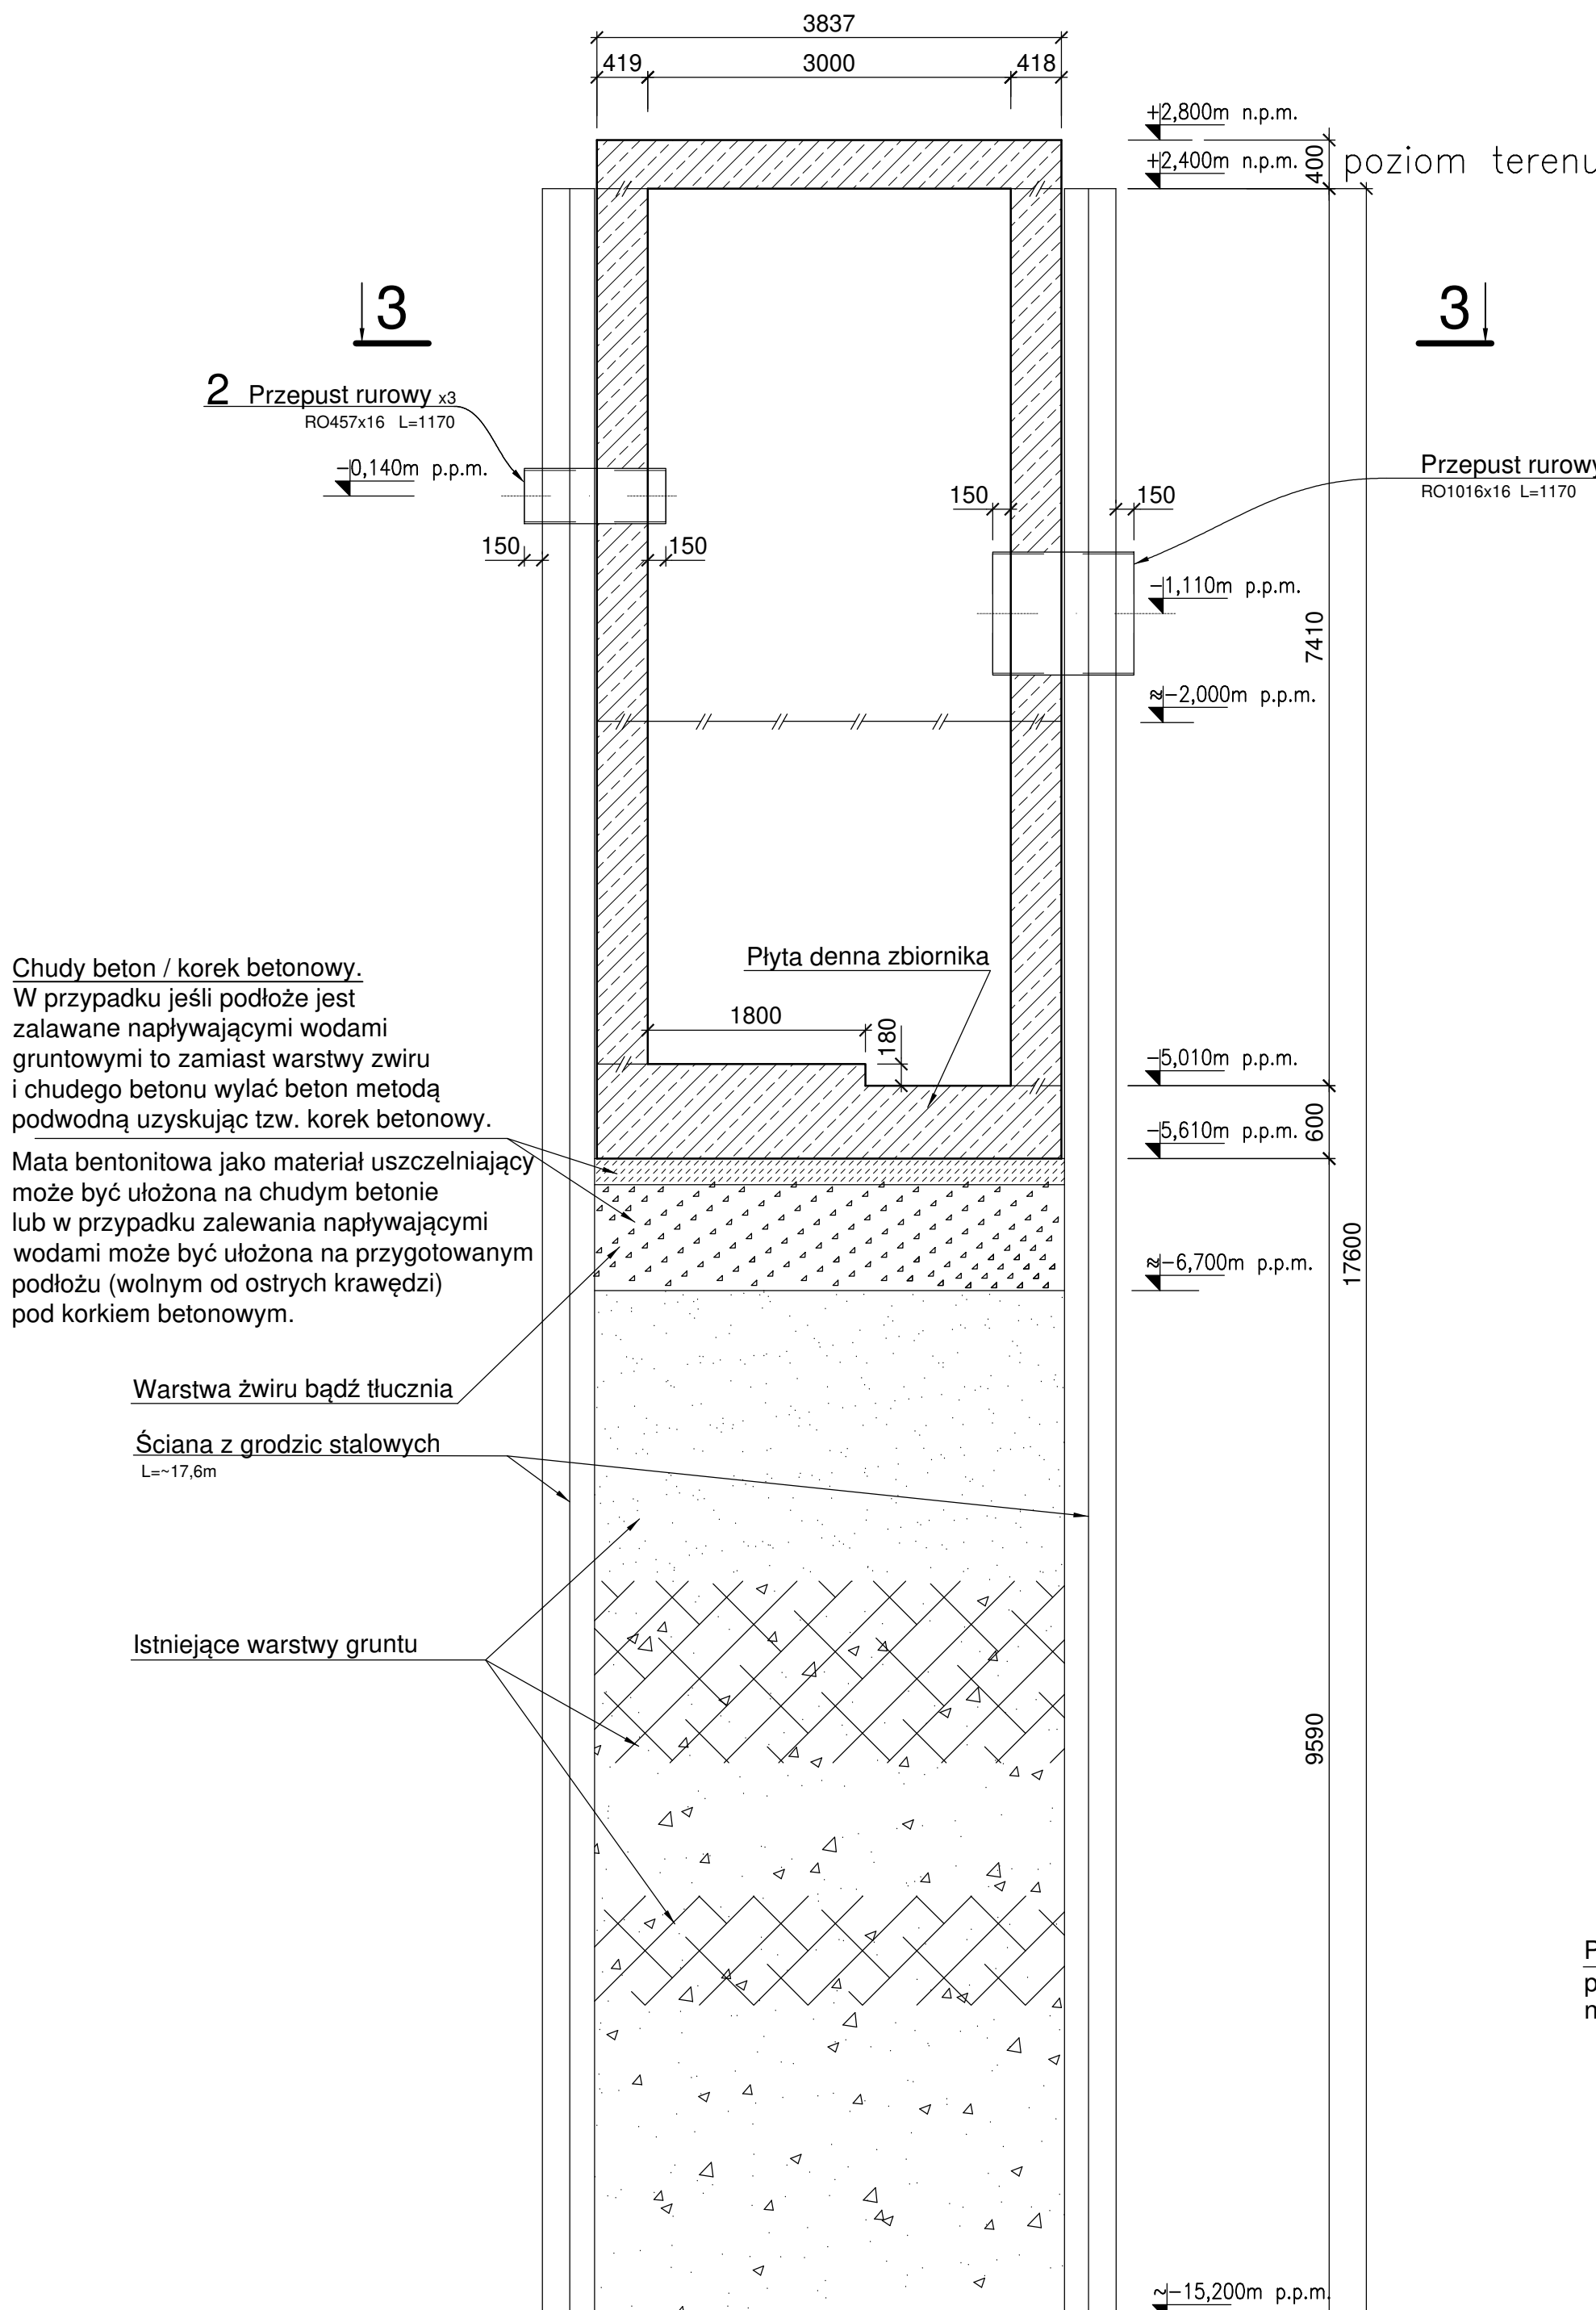 3837
419 3000 418
+2,800m n.p.m.
+2,400m n.p.m. 400 poziom terenu
3 3
2 Przepust rurowy x3
RO457x16 L=1170
-0,140m p.p.m.
Przepust rurowy
RO1016x16 L=1170
150 150
150 150
-1,110m p.p.m.
7410
≈-2,000m p.p.m.
Płyta denna zbiornika
Chudy beton / korek betonowy.
W przypadku jeśli podłoże jest
zalawane napływającymi wodami
gruntowymi to zamiast warstwy zwiru
i chudego betonu wylać beton metodą
podwodną uzyskując tzw. korek betonowy.
1800 180
-5,010m p.p.m.
-5,610m p.p.m. 600
Mata bentonitowa jako materiał uszczelniający
może być ułożona na chudym betonie
lub w przypadku zalewania napływającymi
wodami może być ułożona na przygotowanym
podłożu (wolnym od ostrych krawędzi)
pod korkiem betonowym.
≈-6,700m p.p.m.
17600
Warstwa żwiru bądź tłucznia
Ściana z grodzic stalowych
L=~17,6m
Istniejące warstwy gruntu
9590
≈-15,200m p.p.m.